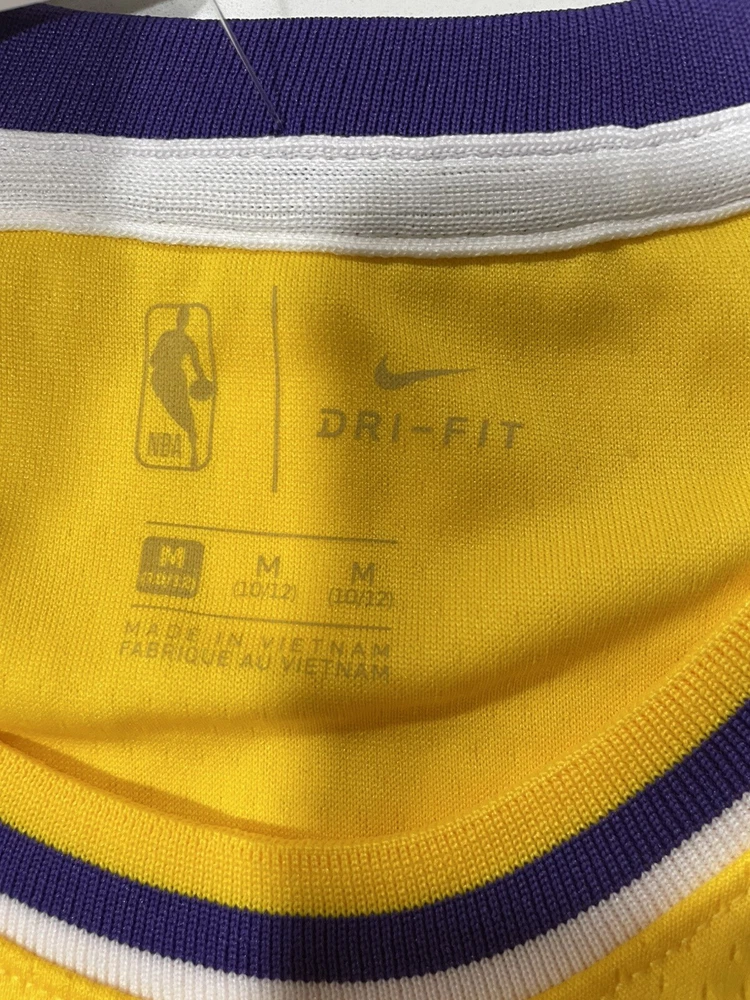 NBA
DRI-FIT
M M M
(10/12) (10/12)
MADE IN VIETNAM
FABRIQUE AU VIETNAM